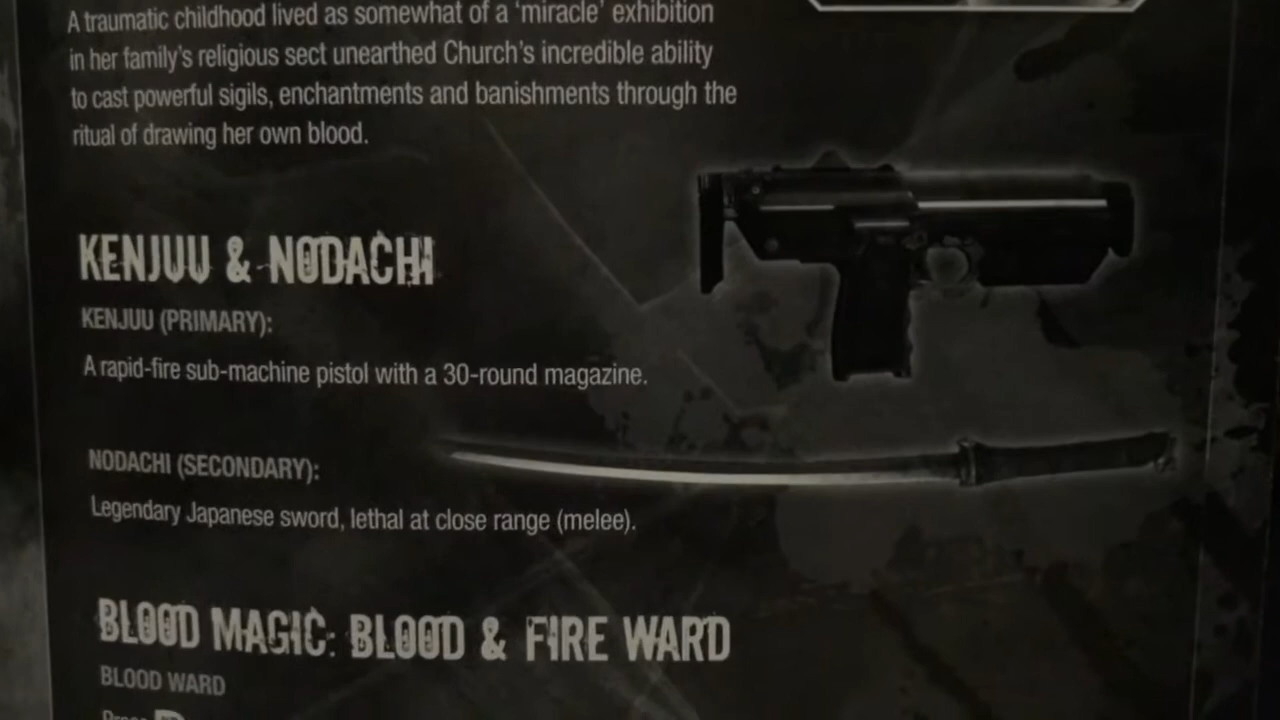 A traumatic childhood lived as somewhat of a 'miracle' exhibition
in her family's religious sect unearthed Church's incredible ability
to cast powerful sigils, enchantments and banishments through the
ritual of drawing her own blood.
KENJUU & NODACHI
KENJUU (PRIMARY):
A rapid-fire sub-machine pistol with a 30-round magazine.
NODACHI (SECONDARY):
Legendary Japanese sword, lethal at close range (melee).
BLOOD MAGIC: BLOOD & FIRE WARD
BLOOD WARD